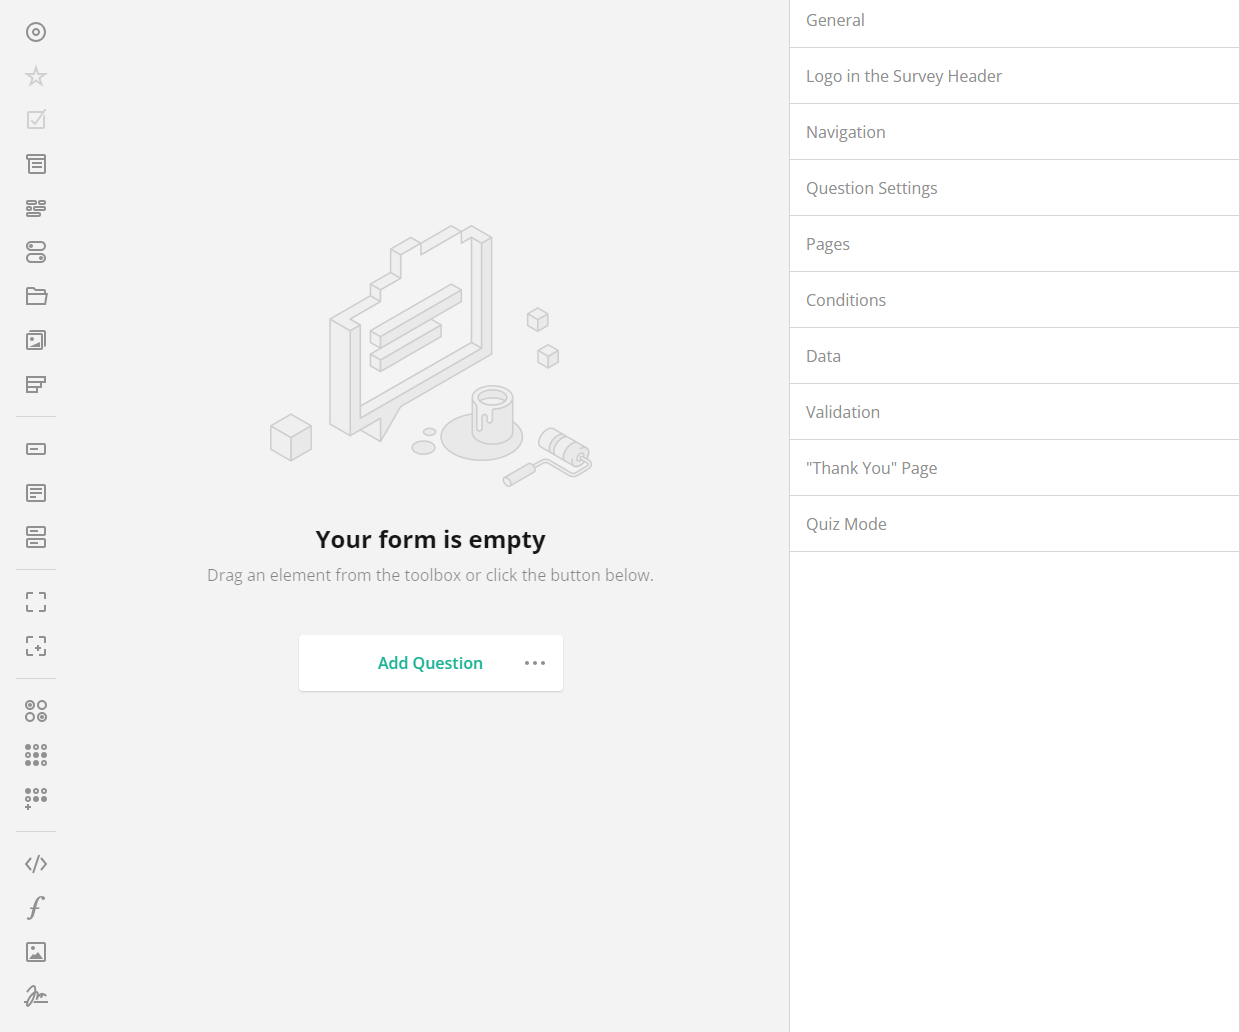 General
Logo in the Survey Header
Navigation
Question Settings
Pages
Conditions
Data
Validation
"Thank You" Page
Quiz Mode
Your form is empty
Drag an element from the toolbox or click the button below.
Add Question